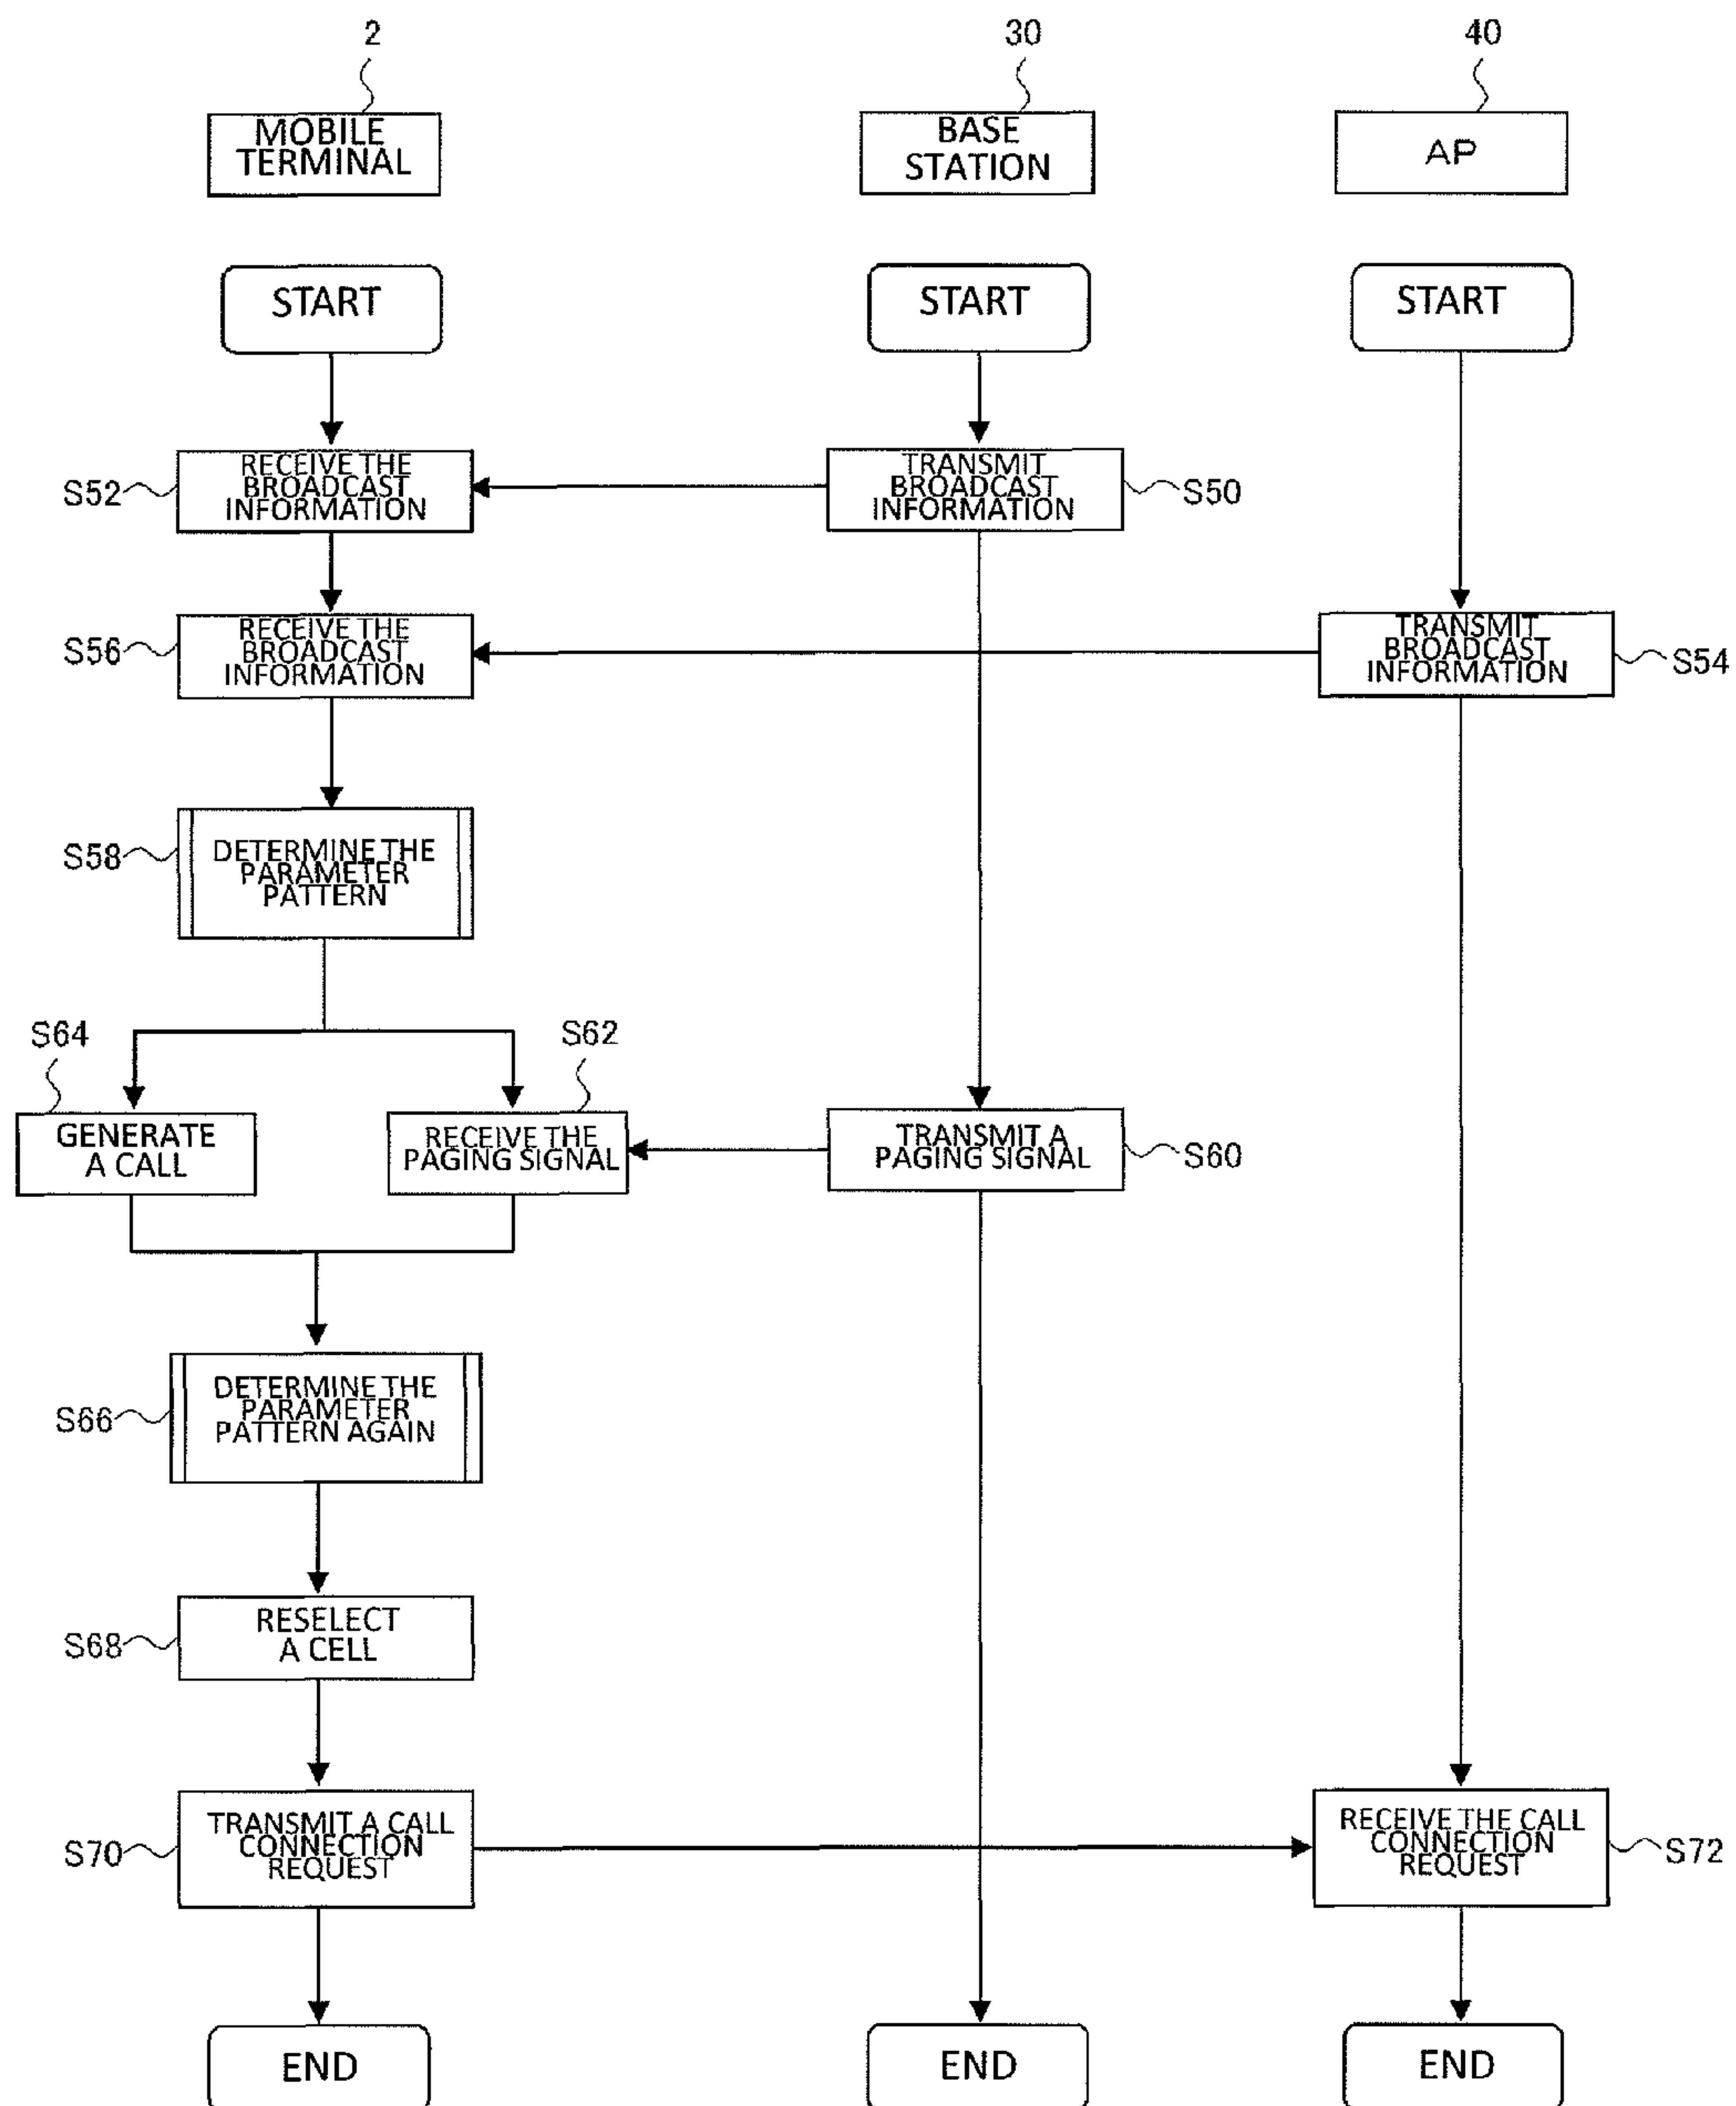 2
30
40
MOBILE
TERMINAL
BASE
STATION
AP
START
START
START
S52
RECEIVE THE
BROADCAST
INFORMATION
TRANSMIT
BROADCAST
INFORMATION
S50
S56
RECEIVE THE
BROADCAST
INFORMATION
TRANSMIT
BROADCAST
INFORMATION
S54
S58
DETERMINE THE
PARAMETER
PATTERN
S64
S62
GENERATE
A CALL
RECEIVE THE
PAGING SIGNAL
TRANSMIT A
PAGING SIGNAL
S60
S66
DETERMINE THE
PARAMETER
PATTERN AGAIN
S68
RESELECT
A CELL
S70
TRANSMIT A CALL
CONNECTION
REQUEST
RECEIVE THE CALL
CONNECTION
REQUEST
S72
END
END
END